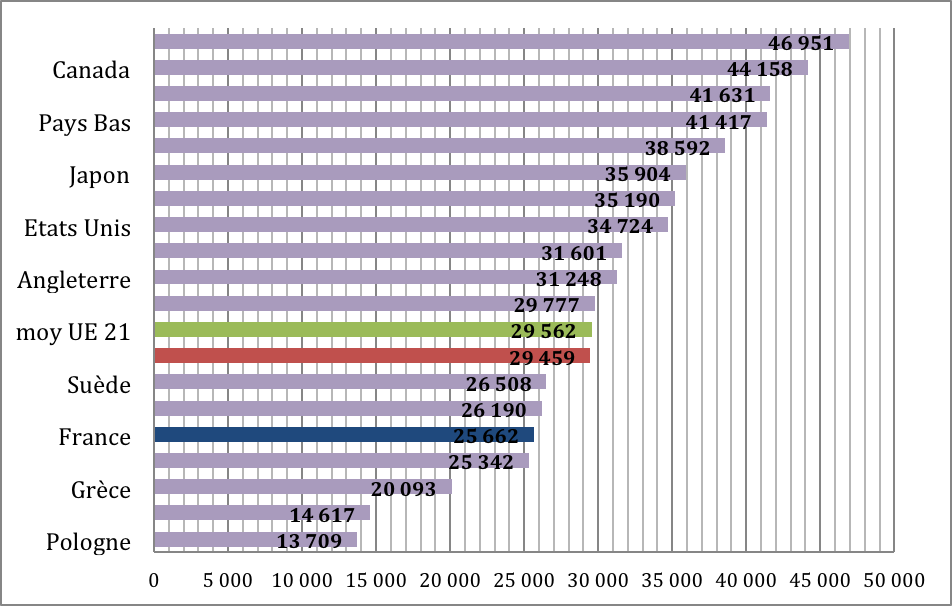 46 951
Canada 44 158
41 631
Pays Bas 41 417
38 592
Japon 35 904
35 190
Etats Unis 34 724
31 601
Angleterre 31 248
29 777
moy UE 21 29 562
29 459
Suède 26 508
26 190
France 25 662
25 342
Grèce 20 093
14 617
Pologne 13 709
0 5 000 10 000 15 000 20 000 25 000 30 000 35 000 40 000 45 000 50 000